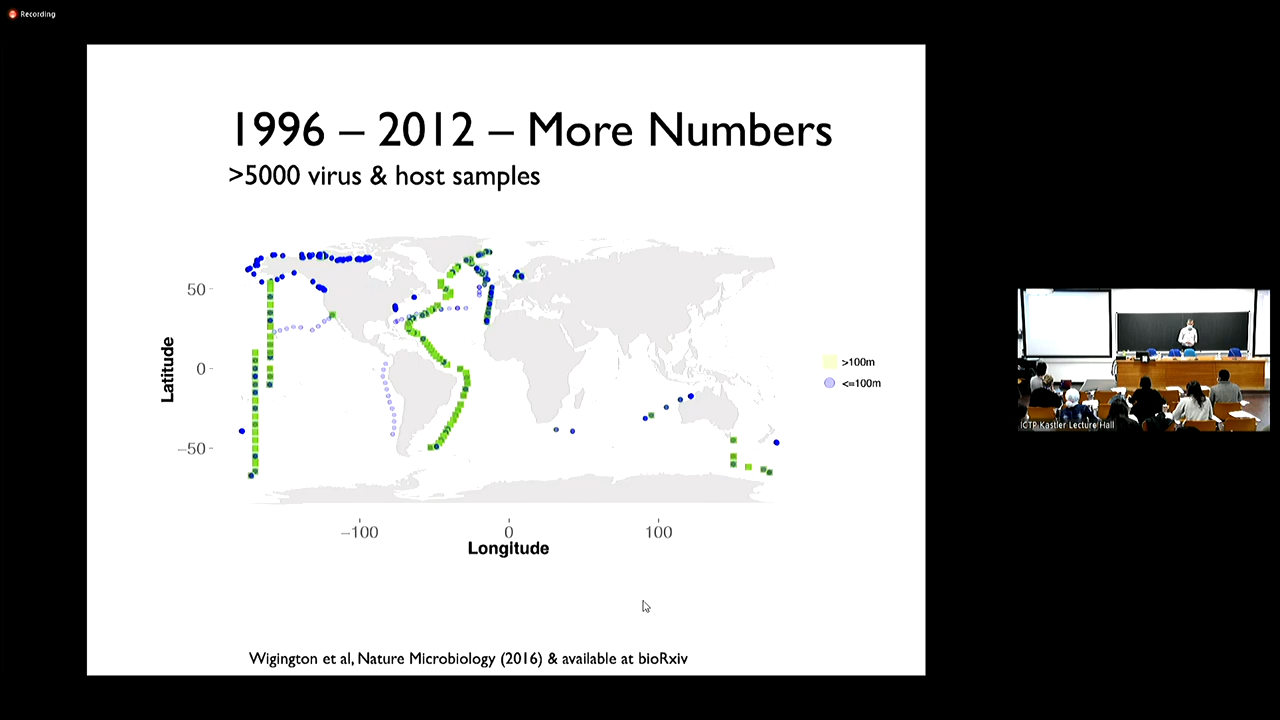 Recording
1996 – 2012 – More Numbers
>5000 virus & host samples
50
0
−50
Latitude
−100
0
100
Longitude
>100m
<=100m
Wigington et al, Nature Microbiology (2016) & available at bioRxiv
ICTP Kastler Lecture Hall